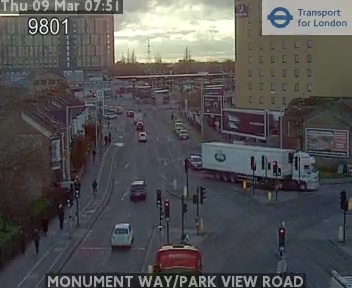 Thu 09 Mar 07:51
9801
Transport
for London
MONUMENT WAY/PARK VIEW ROAD